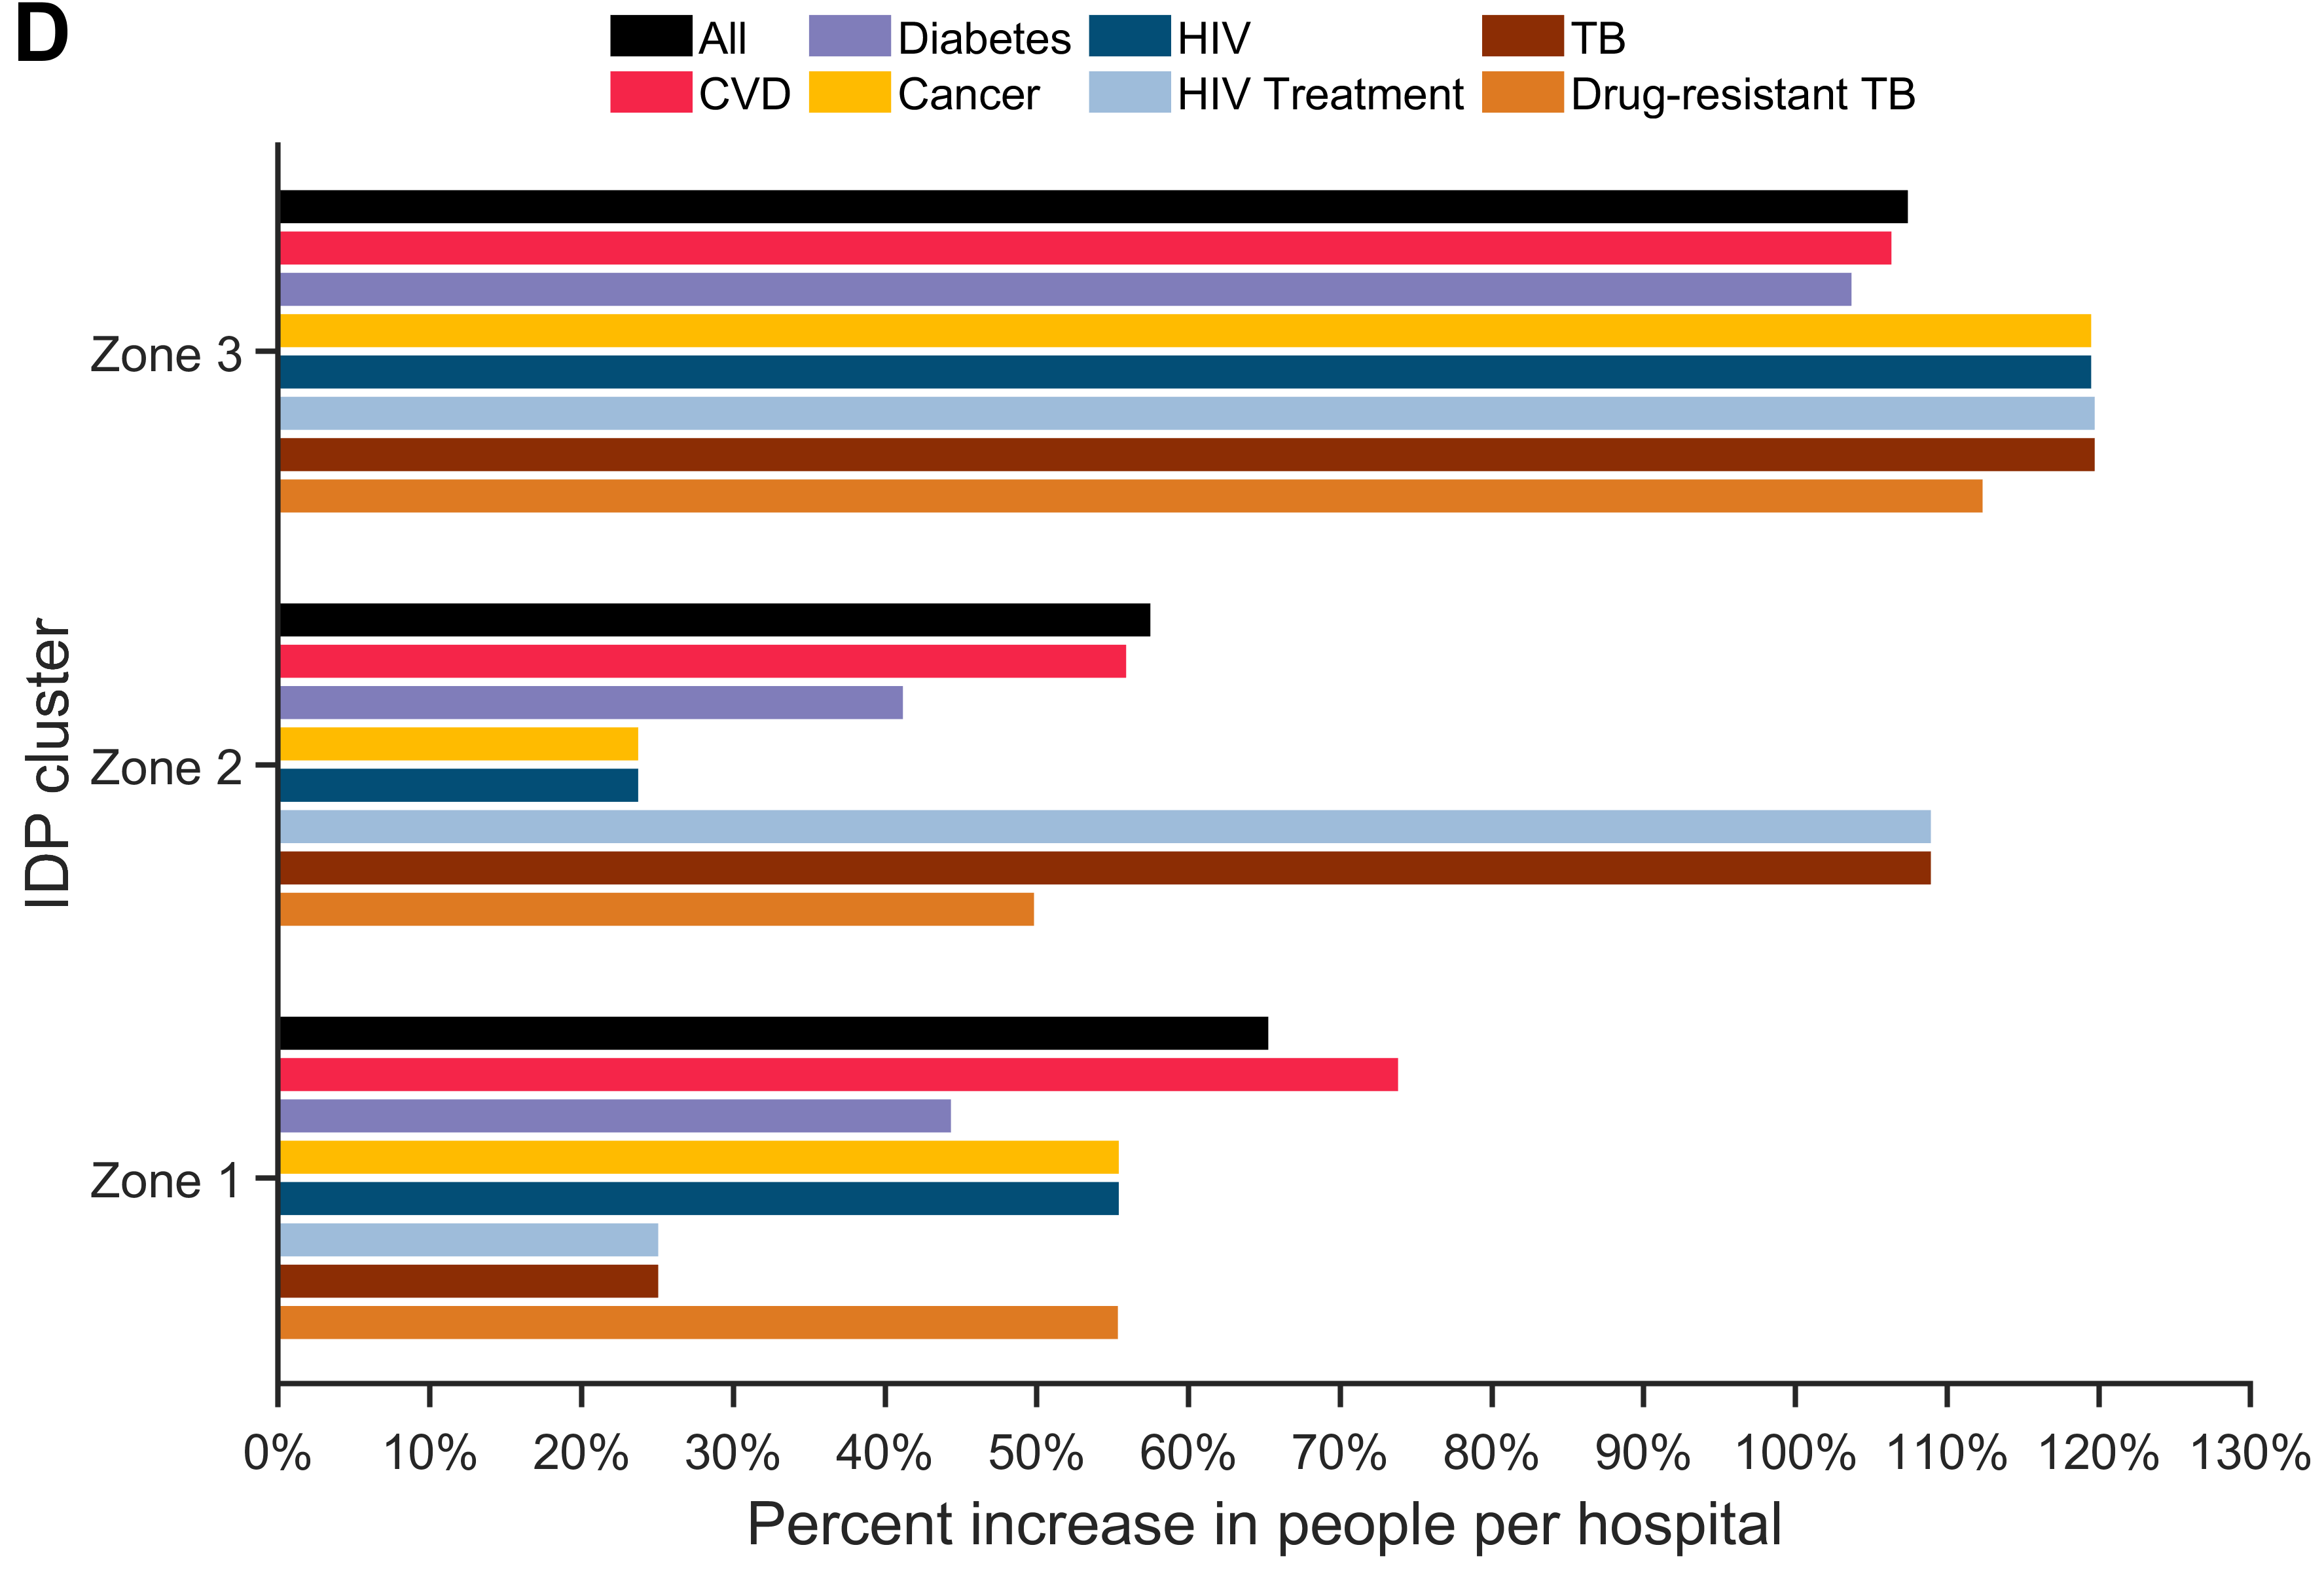 D
All Diabetes HIV TB
CVD Cancer HIV Treatment Drug-resistant TB
Zone 3
Zone 2
Zone 1
IDP cluster
0% 10% 20% 30% 40% 50% 60% 70% 80% 90% 100% 110% 120% 130%
Percent increase in people per hospital